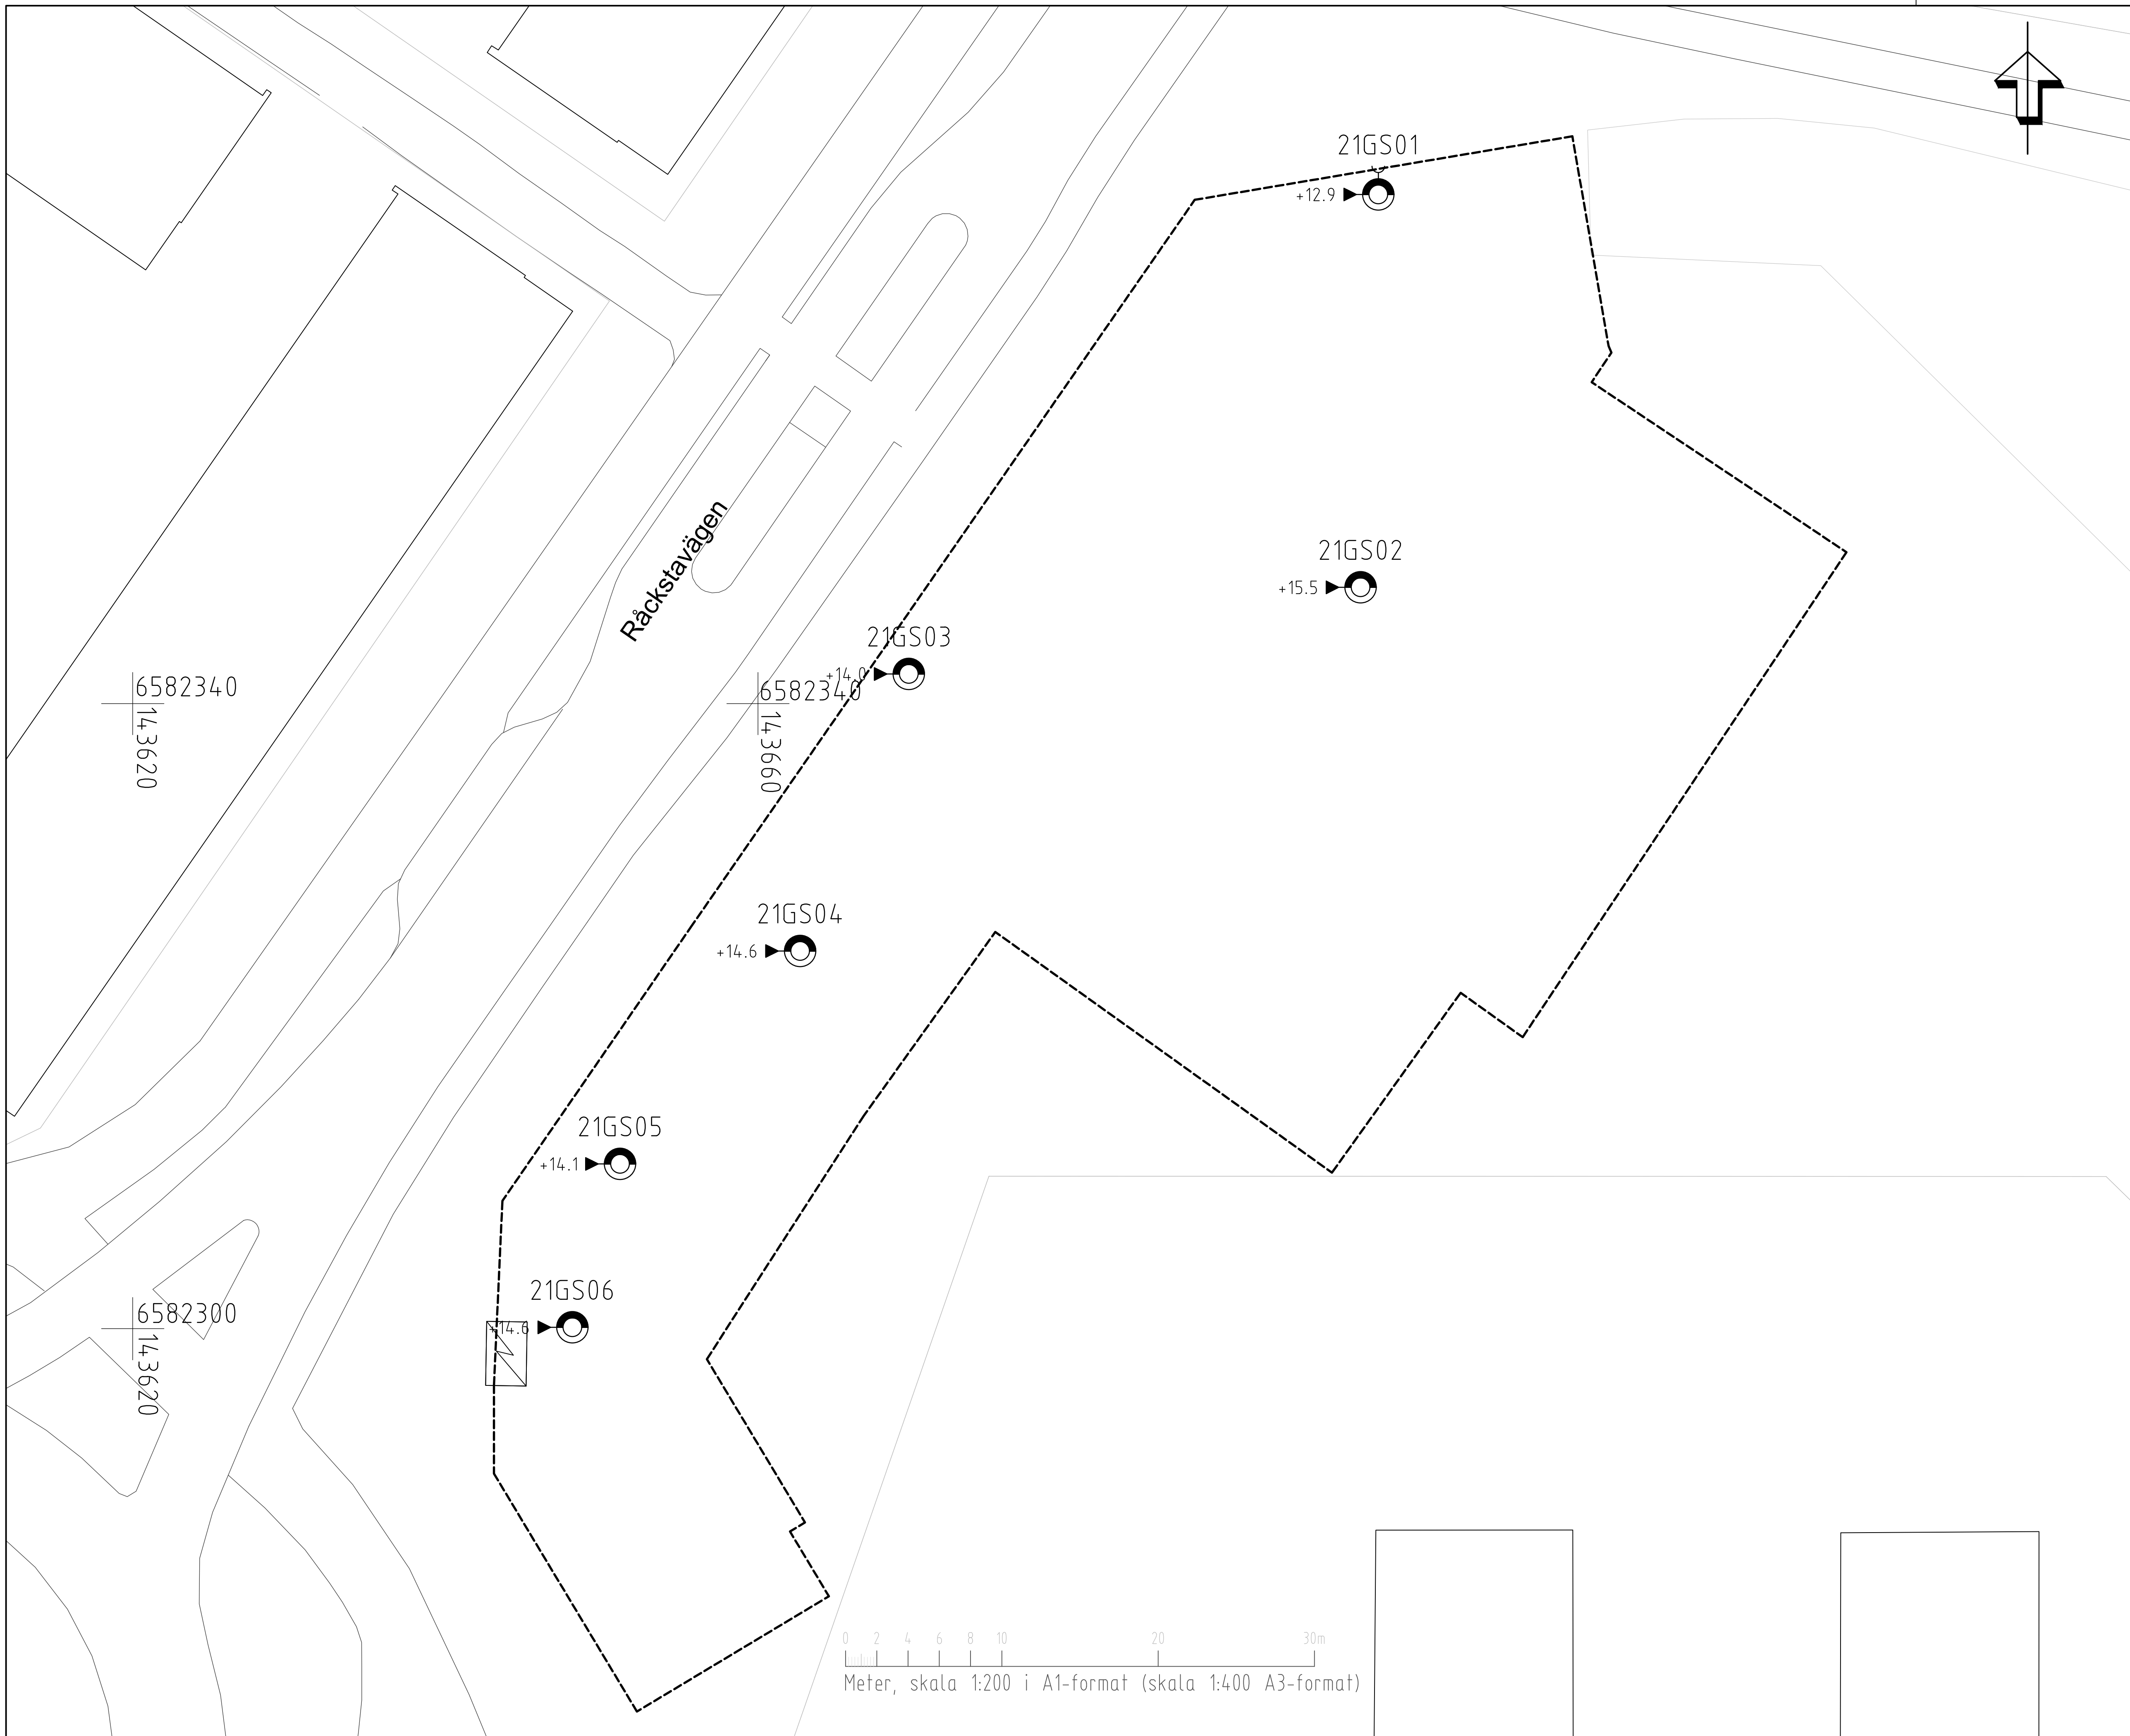 21GS01
+12.9
21GS02
+15.5
Råckstavägen
21GS03
+14.0
6582340
143620
6582340
143660
21GS04
+14.6
21GS05
+14.1
21GS06
+14.6
6582300
143620
0 2 4 6 8 10 20 30m
Meter, skala 1:200 i A1-format (skala 1:400 A3-format)